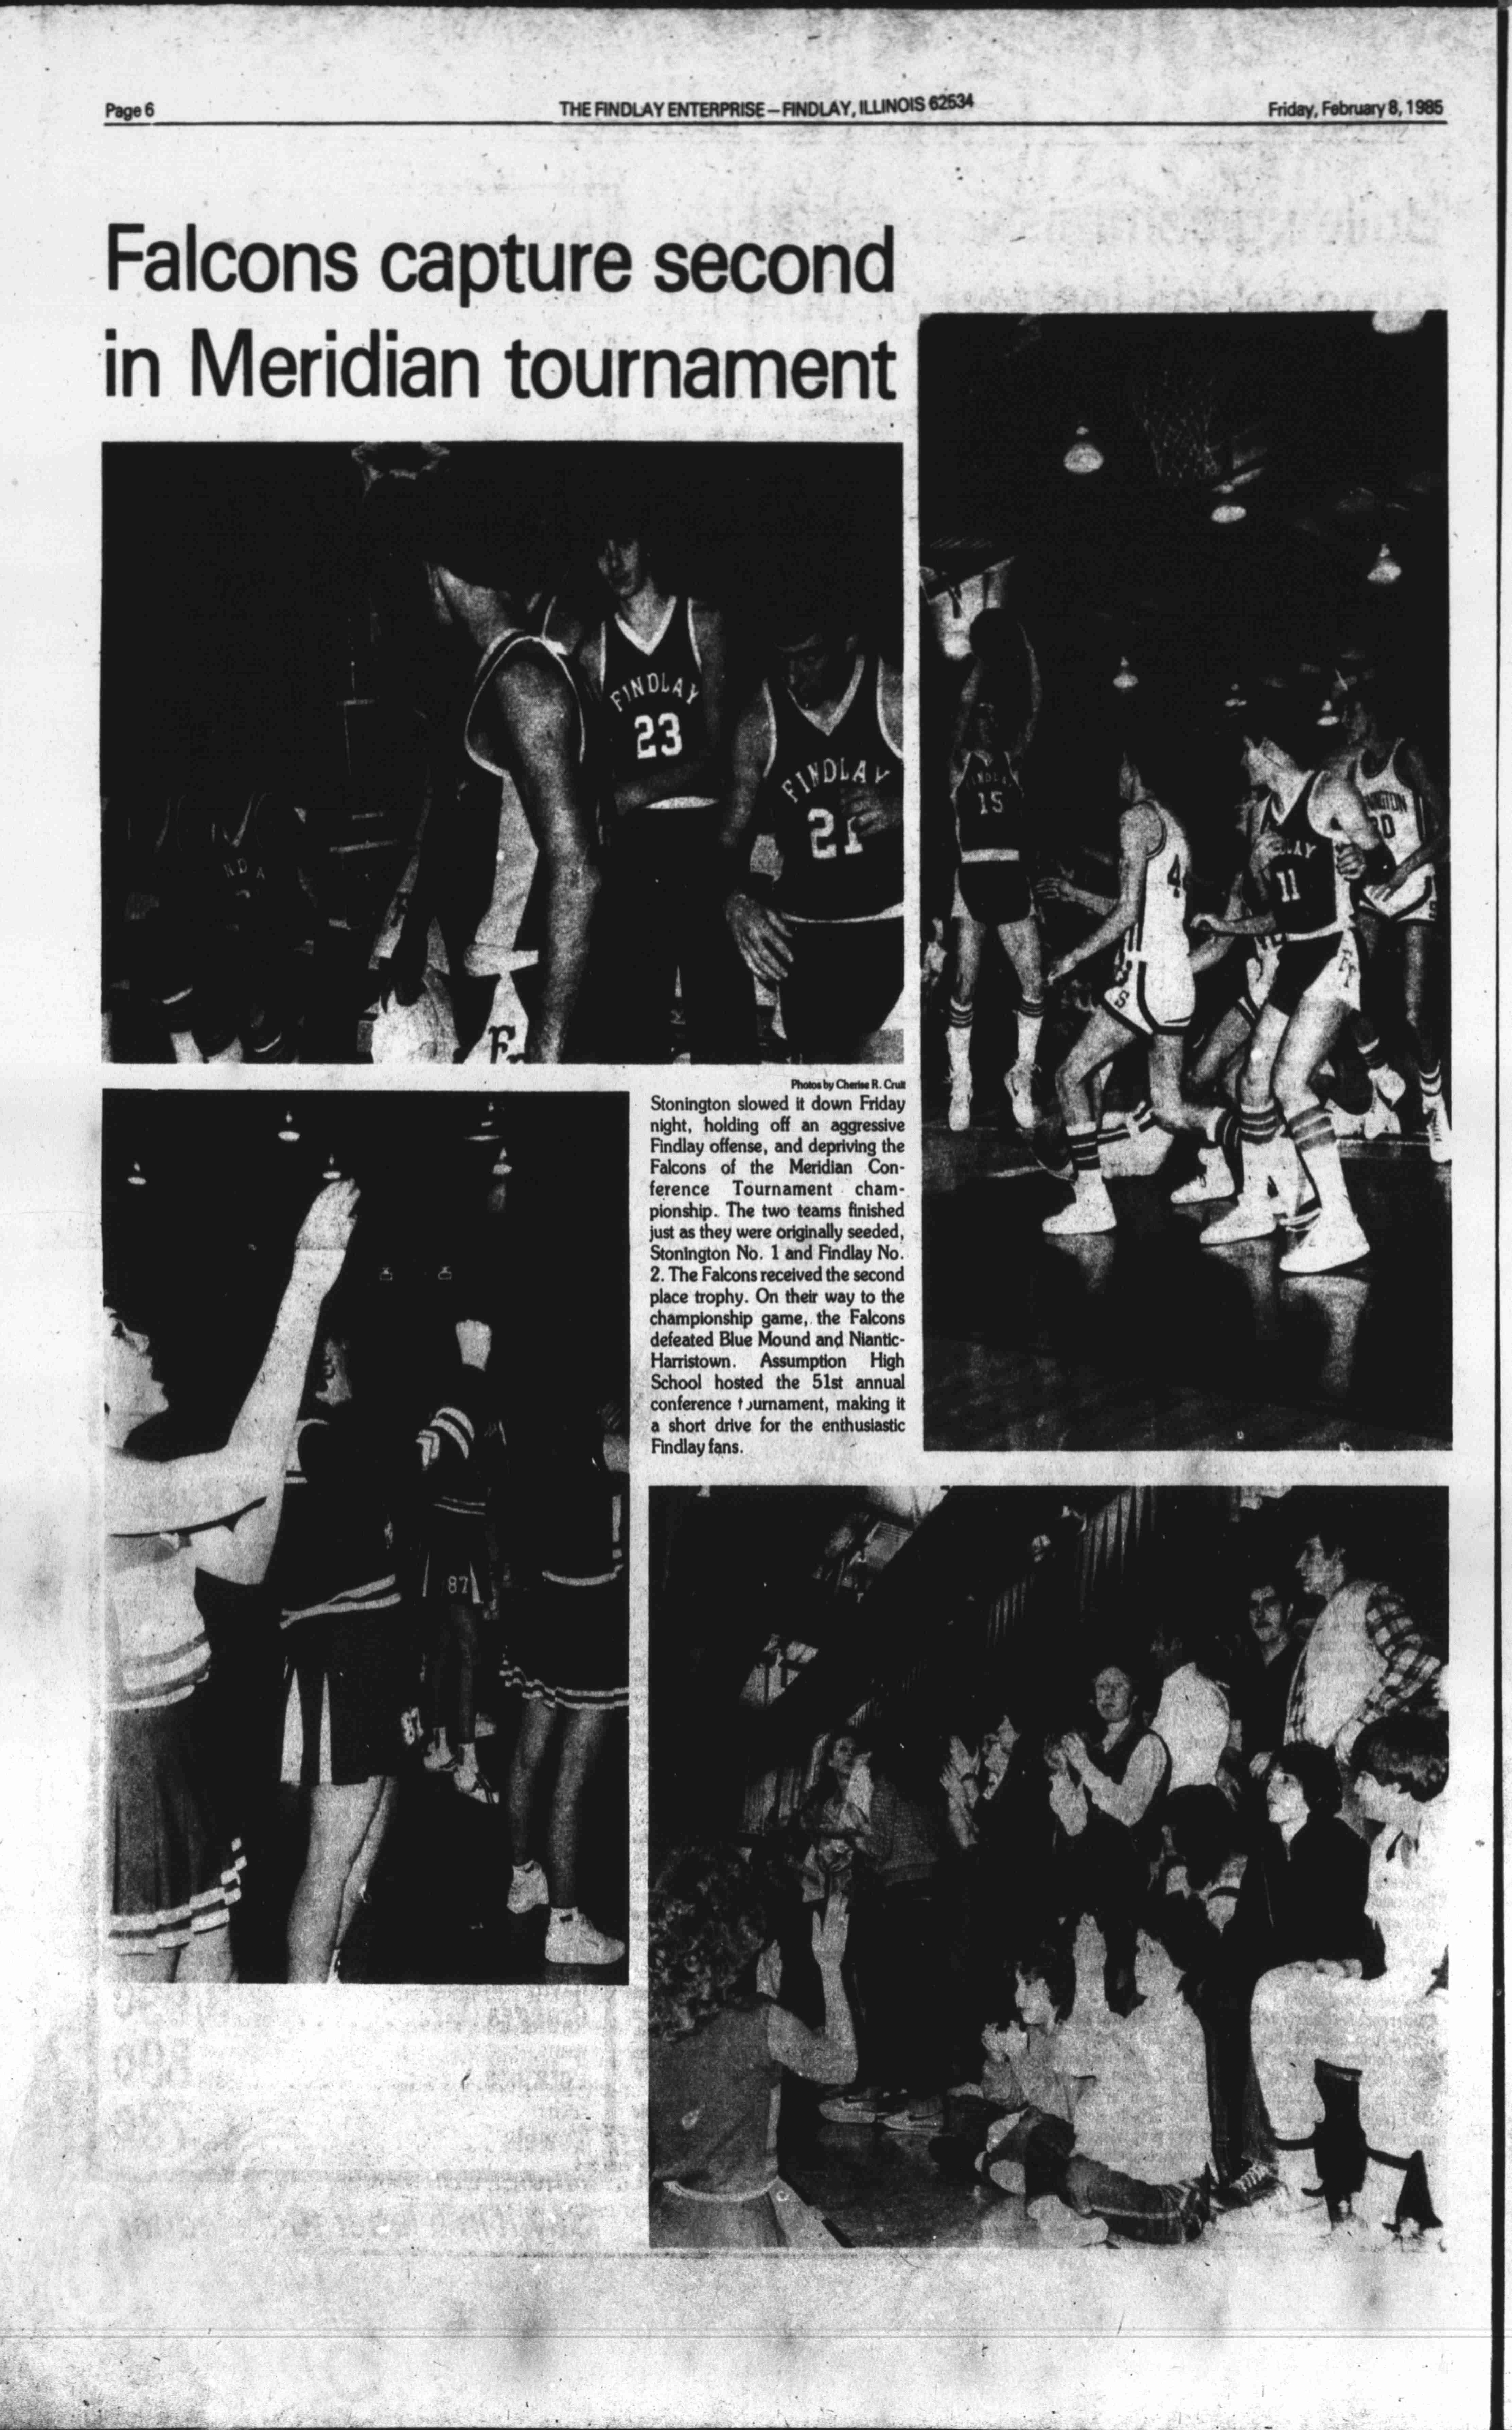 Page 6
THE FINDLAY ENTERPRISE—FINDLAY, ILLINOIS 62534
Friday, February 8, 1985
Falcons capture second
in Meridian tournament
FINDLAY
23
FINDLAY
21
15
4
S
11
87
87
Photos by Cherise R. Cruit
Stonington slowed it down Friday
night, holding off an aggressive
Findlay offense, and depriving the
Falcons of the Meridian Con-
ference Tournament cham-
pionship. The two teams finished
just as they were originally seeded,
Stonington No. 1 and Findlay No.
2. The Falcons received the second
place trophy. On their way to the
championship game, the Falcons
defeated Blue Mound and Niantic-
Harristown. Assumption High
School hosted the 51st annual
conference tournament, making it
a short drive for the enthusiastic
Findlay fans.